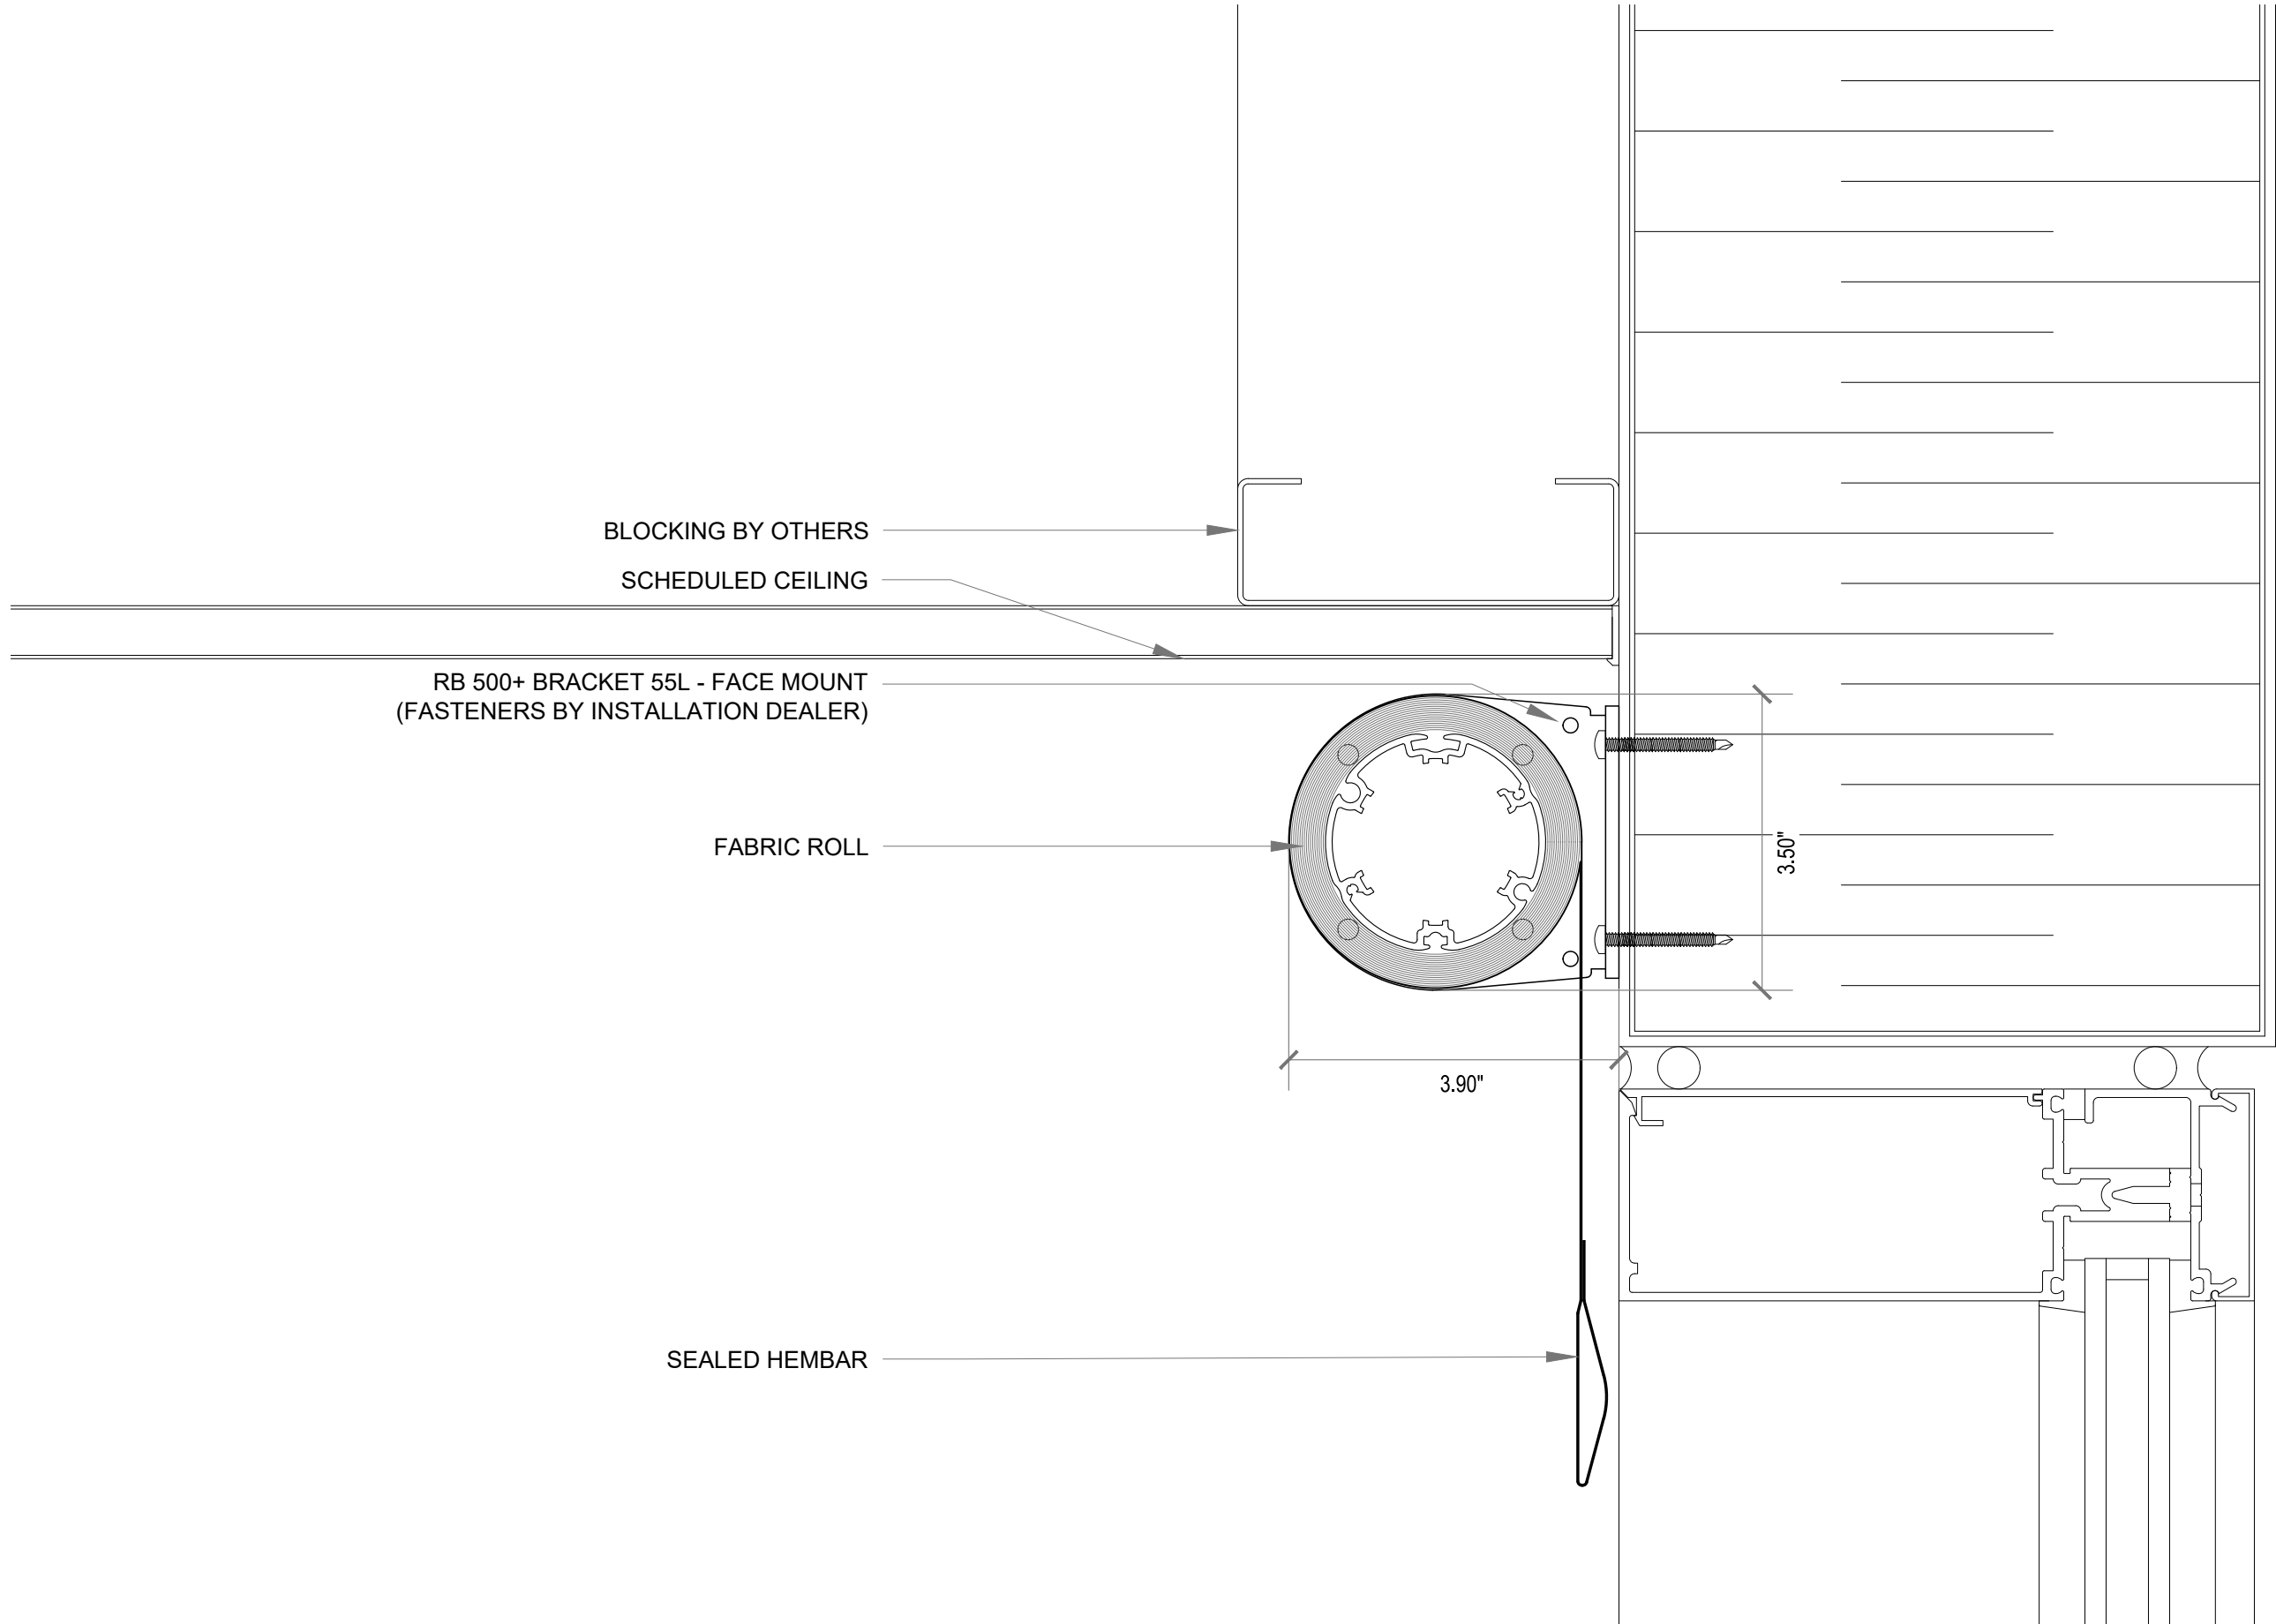 BLOCKING BY OTHERS
SCHEDULED CEILING
RB 500+ BRACKET 55L - FACE MOUNT
(FASTENERS BY INSTALLATION DEALER)
FABRIC ROLL
3.50"
3.90"
SEALED HEMBAR